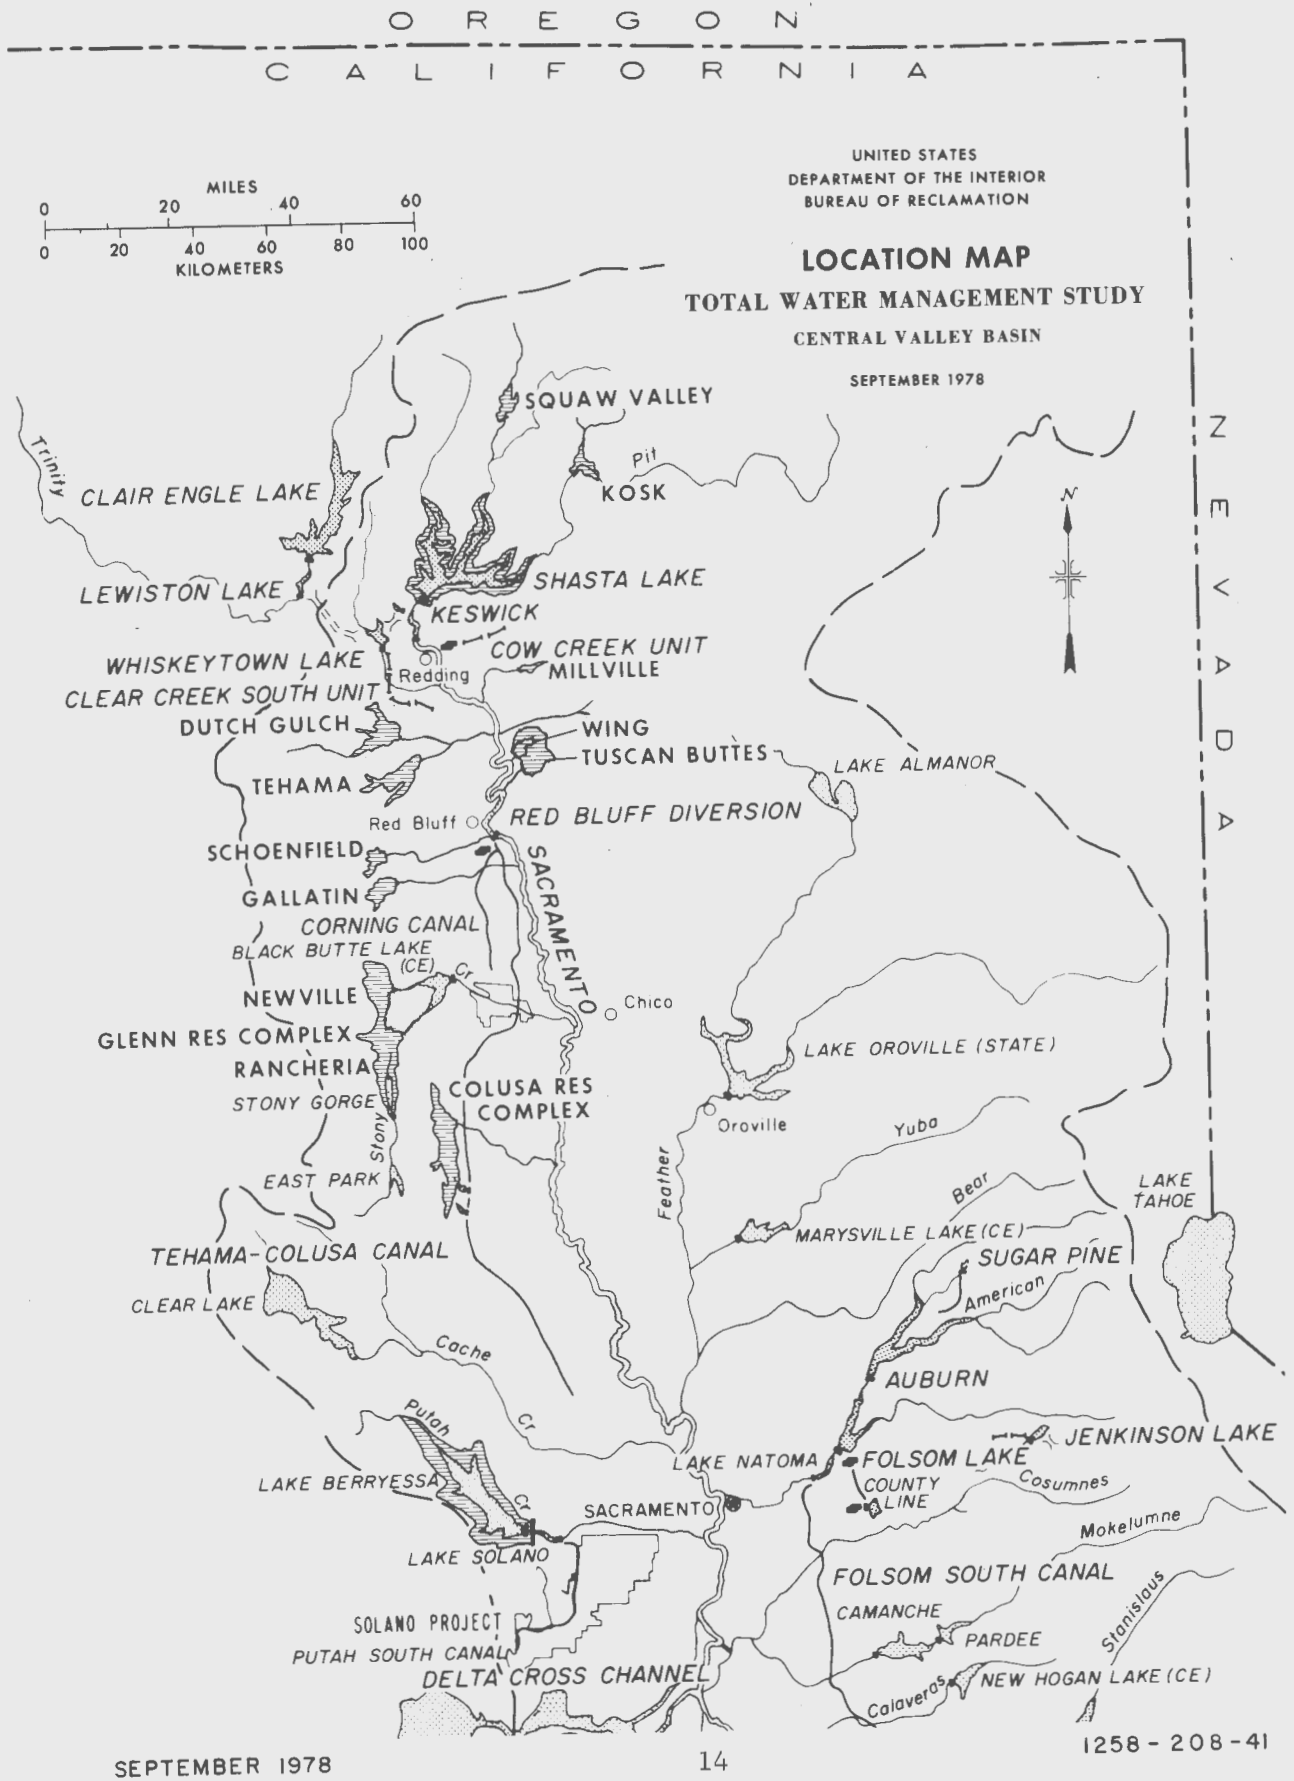 OREGON
CALIFORNIA
NEVADA
UNITED STATES
DEPARTMENT OF THE INTERIOR
BUREAU OF RECLAMATION
LOCATION MAP
TOTAL WATER MANAGEMENT STUDY
CENTRAL VALLEY BASIN
SEPTEMBER 1978
MILES
0 20 40 60
0 20 40 60 80 100
KILOMETERS
N
Trinity
SQUAW VALLEY
Pit
KOSK
CLAIR ENGLE LAKE
SHASTA LAKE
LEWISTON LAKE
KESWICK
COW CREEK UNIT
WHISKEYTOWN LAKE
MILLVILLE
Redding
CLEAR CREEK SOUTH UNIT
DUTCH GULCH
WING
TUSCAN BUTTES
LAKE ALMANOR
TEHAMA
RED BLUFF DIVERSION
Red Bluff
SCHOENFIELD
SACRAMENTO
GALLATIN
CORNING CANAL
BLACK BUTTE LAKE
(CE)
Cr
NEWVILLE
Chico
GLENN RES COMPLEX
LAKE OROVILLE (STATE)
RANCHERIA
COLUSA RES
COMPLEX
STONY GORGE
Stony
Oroville
Yuba
Feather
EAST PARK
Bear
LAKE
TAHOE
MARYSVILLE LAKE (CE)
TEHAMA-COLUSA CANAL
SUGAR PINE
American
CLEAR LAKE
Cache
Cr
AUBURN
Putah
Cr
JENKINSON LAKE
LAKE NATOMA
FOLSOM LAKE
LAKE BERRYESSA
COUNTY
LINE
Cosumnes
SACRAMENTO
Mokelumne
LAKE SOLANO
FOLSOM SOUTH CANAL
CAMANCHE
Stanislaus
SOLANO PROJECT
PARDEE
PUTAH SOUTH CANAL
DELTA CROSS CHANNEL
NEW HOGAN LAKE (CE)
Calaveras
SEPTEMBER 1978
14
1258-208-41